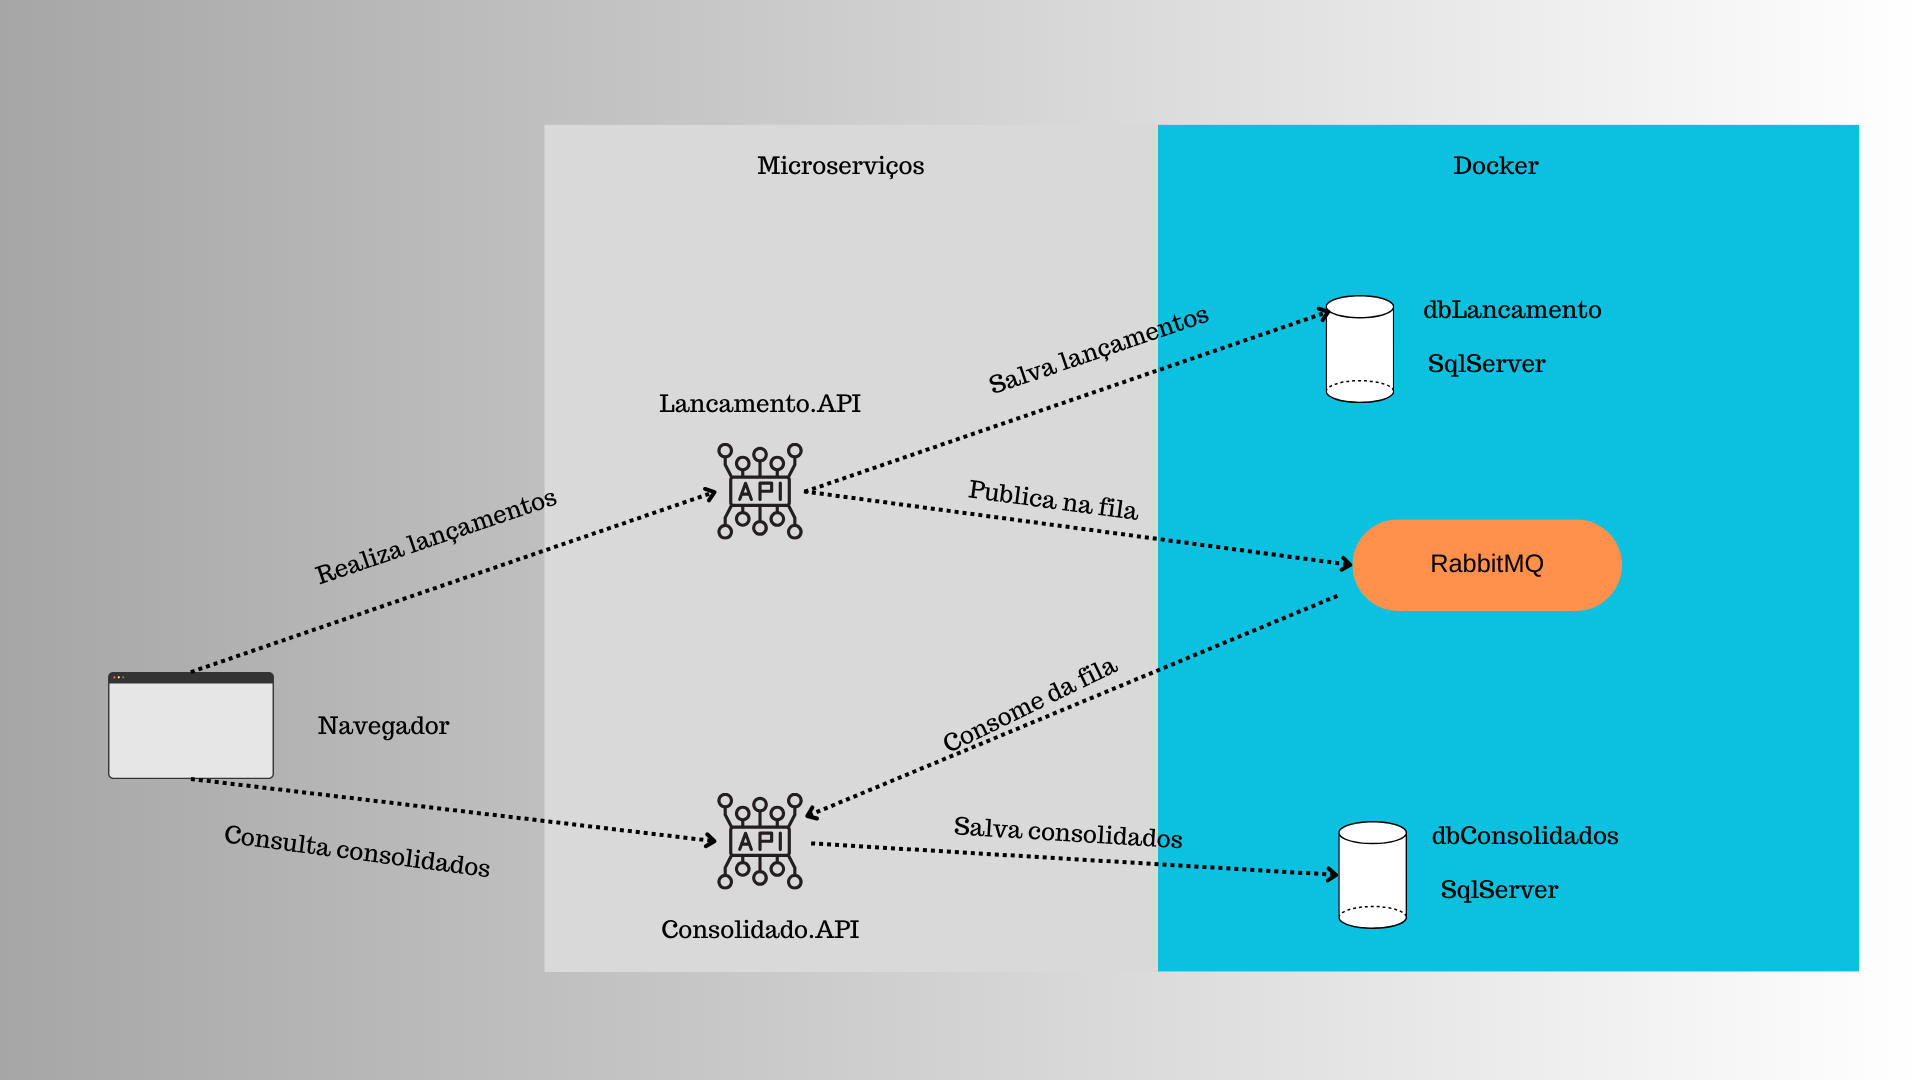 Microserviços
Docker
dbLancamento
SqlServer
Salva lançamentos
Lancamento.API
API
Publica na fila
Realiza lançamentos
RabbitMQ
Consome da fila
Navegador
Consulta consolidados
API
Salva consolidados
dbConsolidados
SqlServer
Consolidado.API